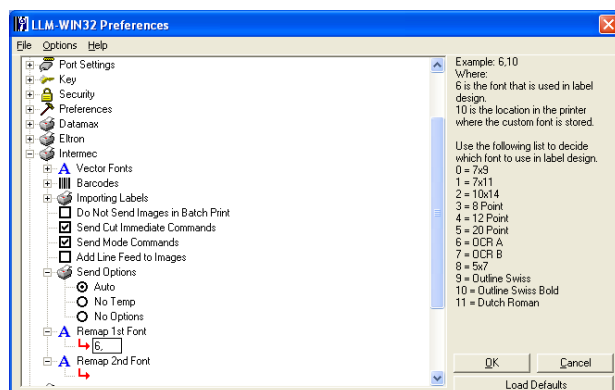 LLM-WIN32 Preferences
File Options Help
Port Settings
Key
Security
Preferences
Datamax
Eltron
Intermec
A Vector Fonts
Barcodes
Importing Labels
Do Not Send Images in Batch Print
Send Cut Immediate Commands
Send Mode Commands
Add Line Feed to Images
Send Options
Auto
No Temp
No Options
A Remap 1st Font
6,
A Remap 2nd Font
Example: 6,10
Where:
6 is the font that is used in label
design.
10 is the location in the printer
where the custom font is stored.
Use the following list to decide
which font to use in label design.
0 = 7x9
1 = 7x11
2 = 10x14
3 = 8 Point
4 = 12 Point
5 = 20 Point
6 = OCR A
7 = OCR B
8 = 5x7
9 = Outline Swiss
10 = Outline Swiss Bold
11 = Dutch Roman
OK Cancel
Load Defaults